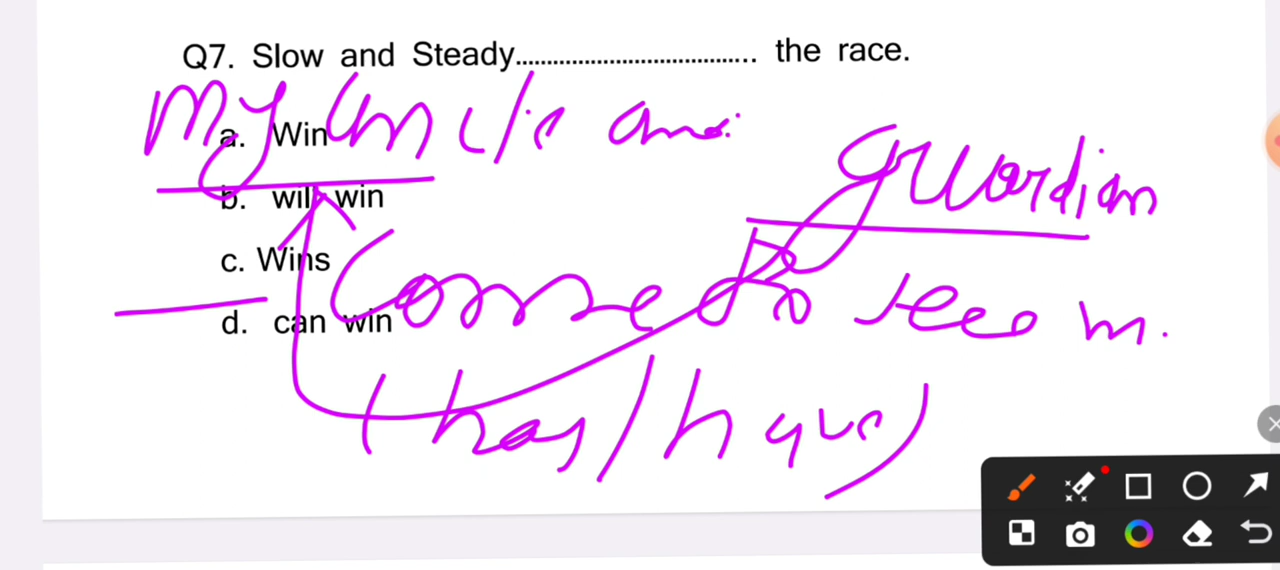 Q7. Slow and Steady....................................... the race.
My Uncle and
a. Win
guardian
b. will win
c. Wins
Come to see m.
d. can win
(has/have)